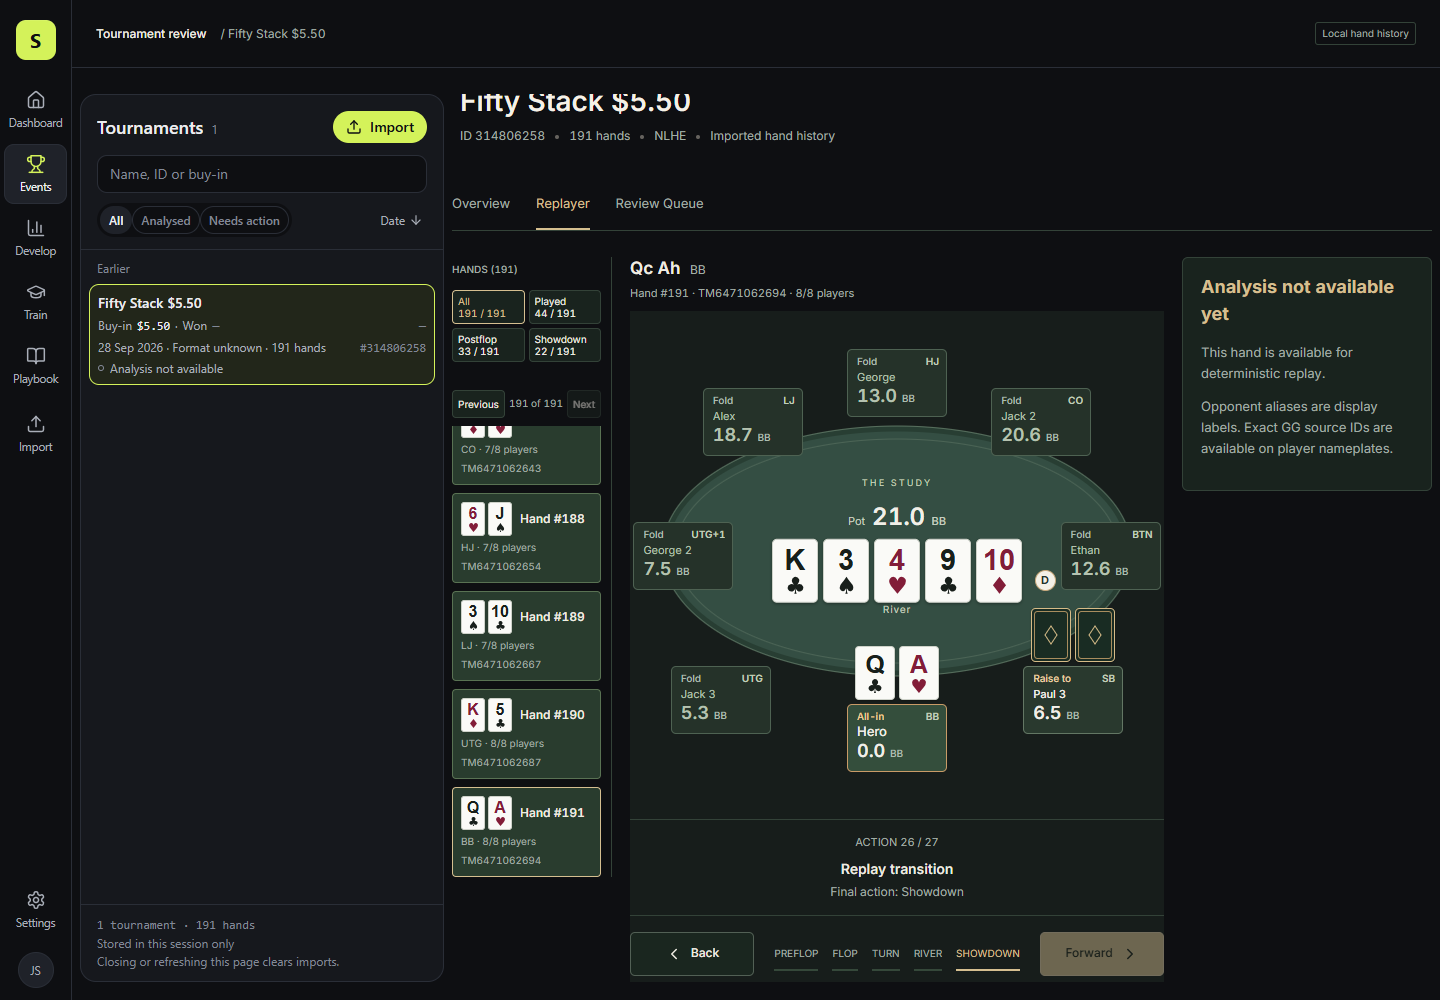 S
Dashboard
Events
Develop
Train
Playbook
Import
Settings
JS
Tournament review / Fifty Stack $5.50
Local hand history
Tournaments 1
Import
Name, ID or buy-in
All
Analysed
Needs action
Date
Earlier
Fifty Stack $5.50
Buy-in $5.50 · Won –
–
28 Sep 2026 · Format unknown · 191 hands
#314806258
Analysis not available
1 tournament · 191 hands
Stored in this session only
Closing or refreshing this page clears imports.
Fifty Stack $5.50
ID 314806258 • 191 hands • NLHE • Imported hand history
Overview
Replayer
Review Queue
HANDS (191)
All
191 / 191
Played
44 / 191
Postflop
33 / 191
Showdown
22 / 191
Previous
191 of 191
Next
CO · 7/8 players
TM6471062643
6 J
Hand #188
HJ · 7/8 players
TM6471062654
3 10
Hand #189
LJ · 7/8 players
TM6471062667
K 5
Hand #190
UTG · 8/8 players
TM6471062687
Q A
Hand #191
BB · 8/8 players
TM6471062694
Qc Ah BB
Hand #191 · TM6471062694 · 8/8 players
Fold HJ
George
13.0 BB
Fold LJ
Alex
18.7 BB
Fold CO
Jack 2
20.6 BB
THE STUDY
Pot 21.0 BB
Fold UTG+1
George 2
7.5 BB
K 3 4 9 10
River
D
Fold BTN
Ethan
12.6 BB
Q A
Fold UTG
Jack 3
5.3 BB
All-in BB
Hero
0.0 BB
Raise to SB
Paul 3
6.5 BB
ACTION 26 / 27
Replay transition
Final action: Showdown
Back
PREFLOP
FLOP
TURN
RIVER
SHOWDOWN
Forward
Analysis not available
yet
This hand is available for
deterministic replay.
Opponent aliases are display
labels. Exact GG source IDs are
available on player nameplates.